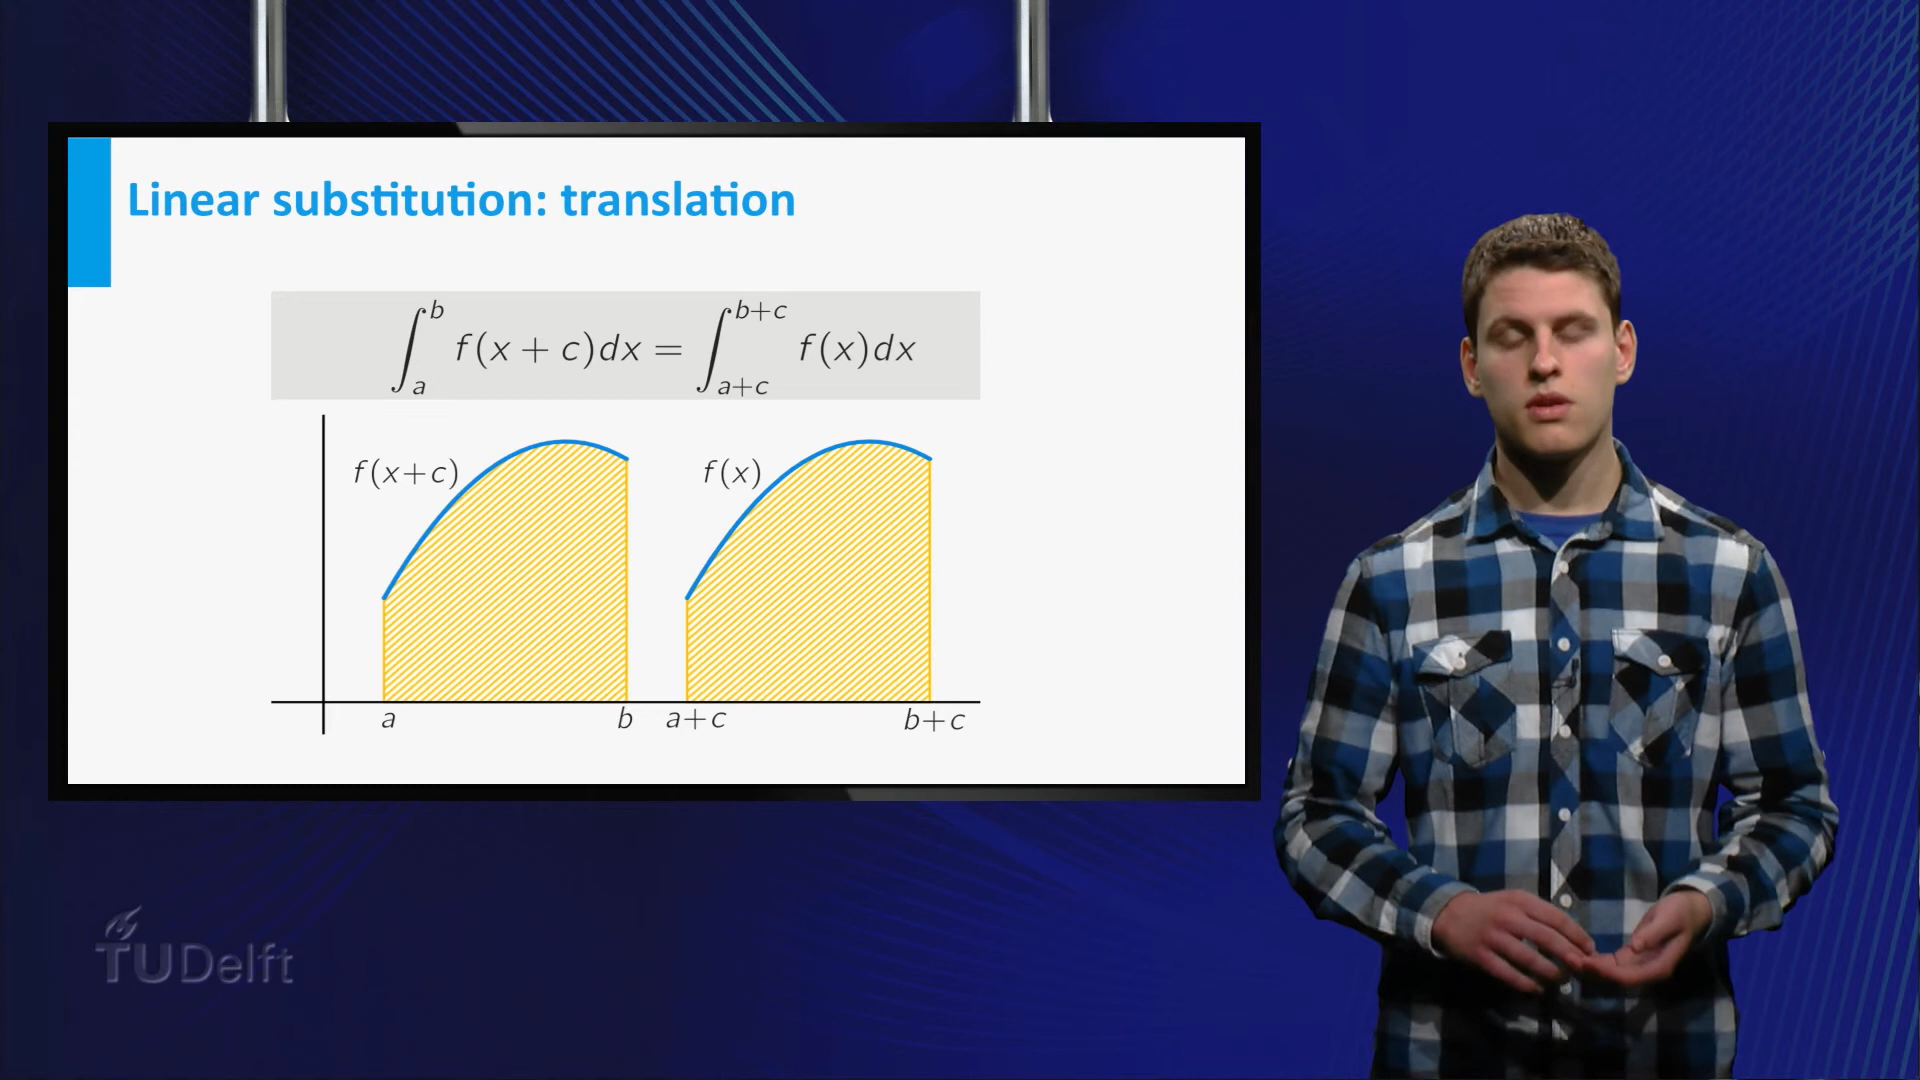 Linear substitution: translation
∫_a^b f(x + c)dx = ∫_{a+c}^{b+c} f(x)dx
f(x+c) f(x)
a b a+c b+c
TUDelft